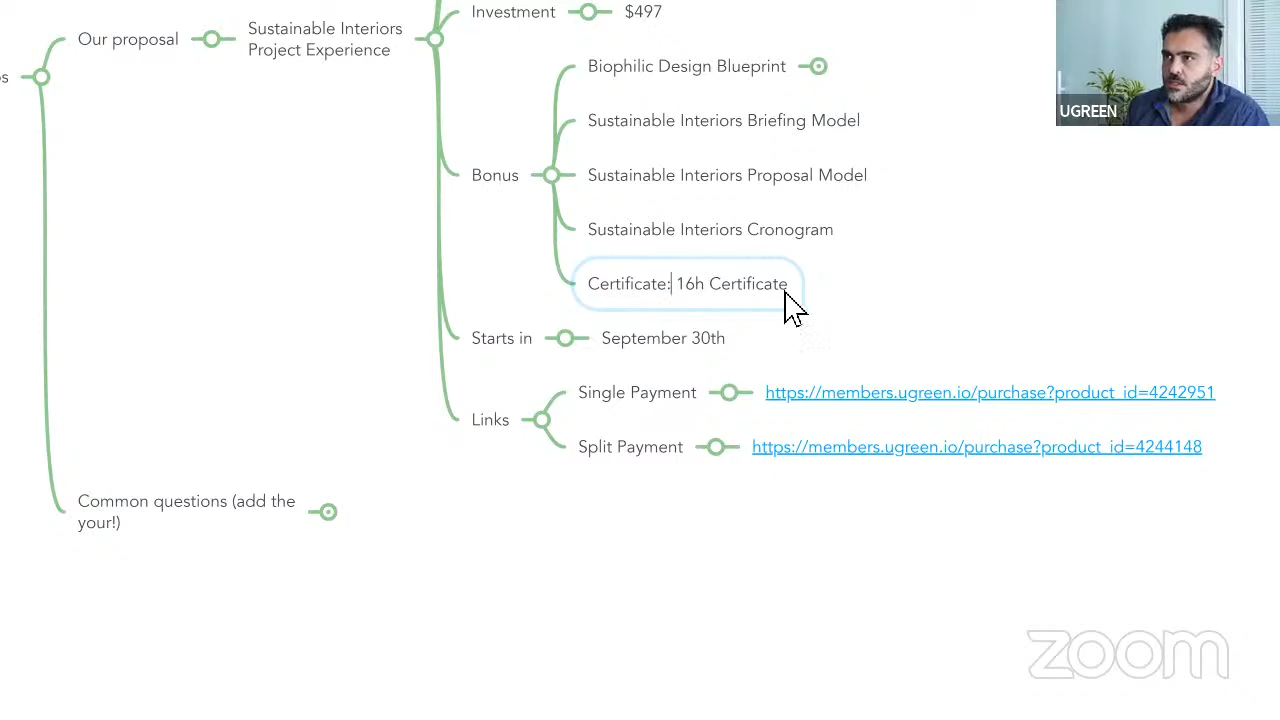 Investment
$497
UGREEN
Our proposal
Sustainable Interiors
Project Experience
Biophilic Design Blueprint
Sustainable Interiors Briefing Model
Bonus
Sustainable Interiors Proposal Model
Sustainable Interiors Cronogram
Certificate: 16h Certificate
Starts in
September 30th
Links
Single Payment
https://members.ugreen.io/purchase?product_id=4242951
Split Payment
https://members.ugreen.io/purchase?product_id=4244148
Common questions (add the
your!)
zoom